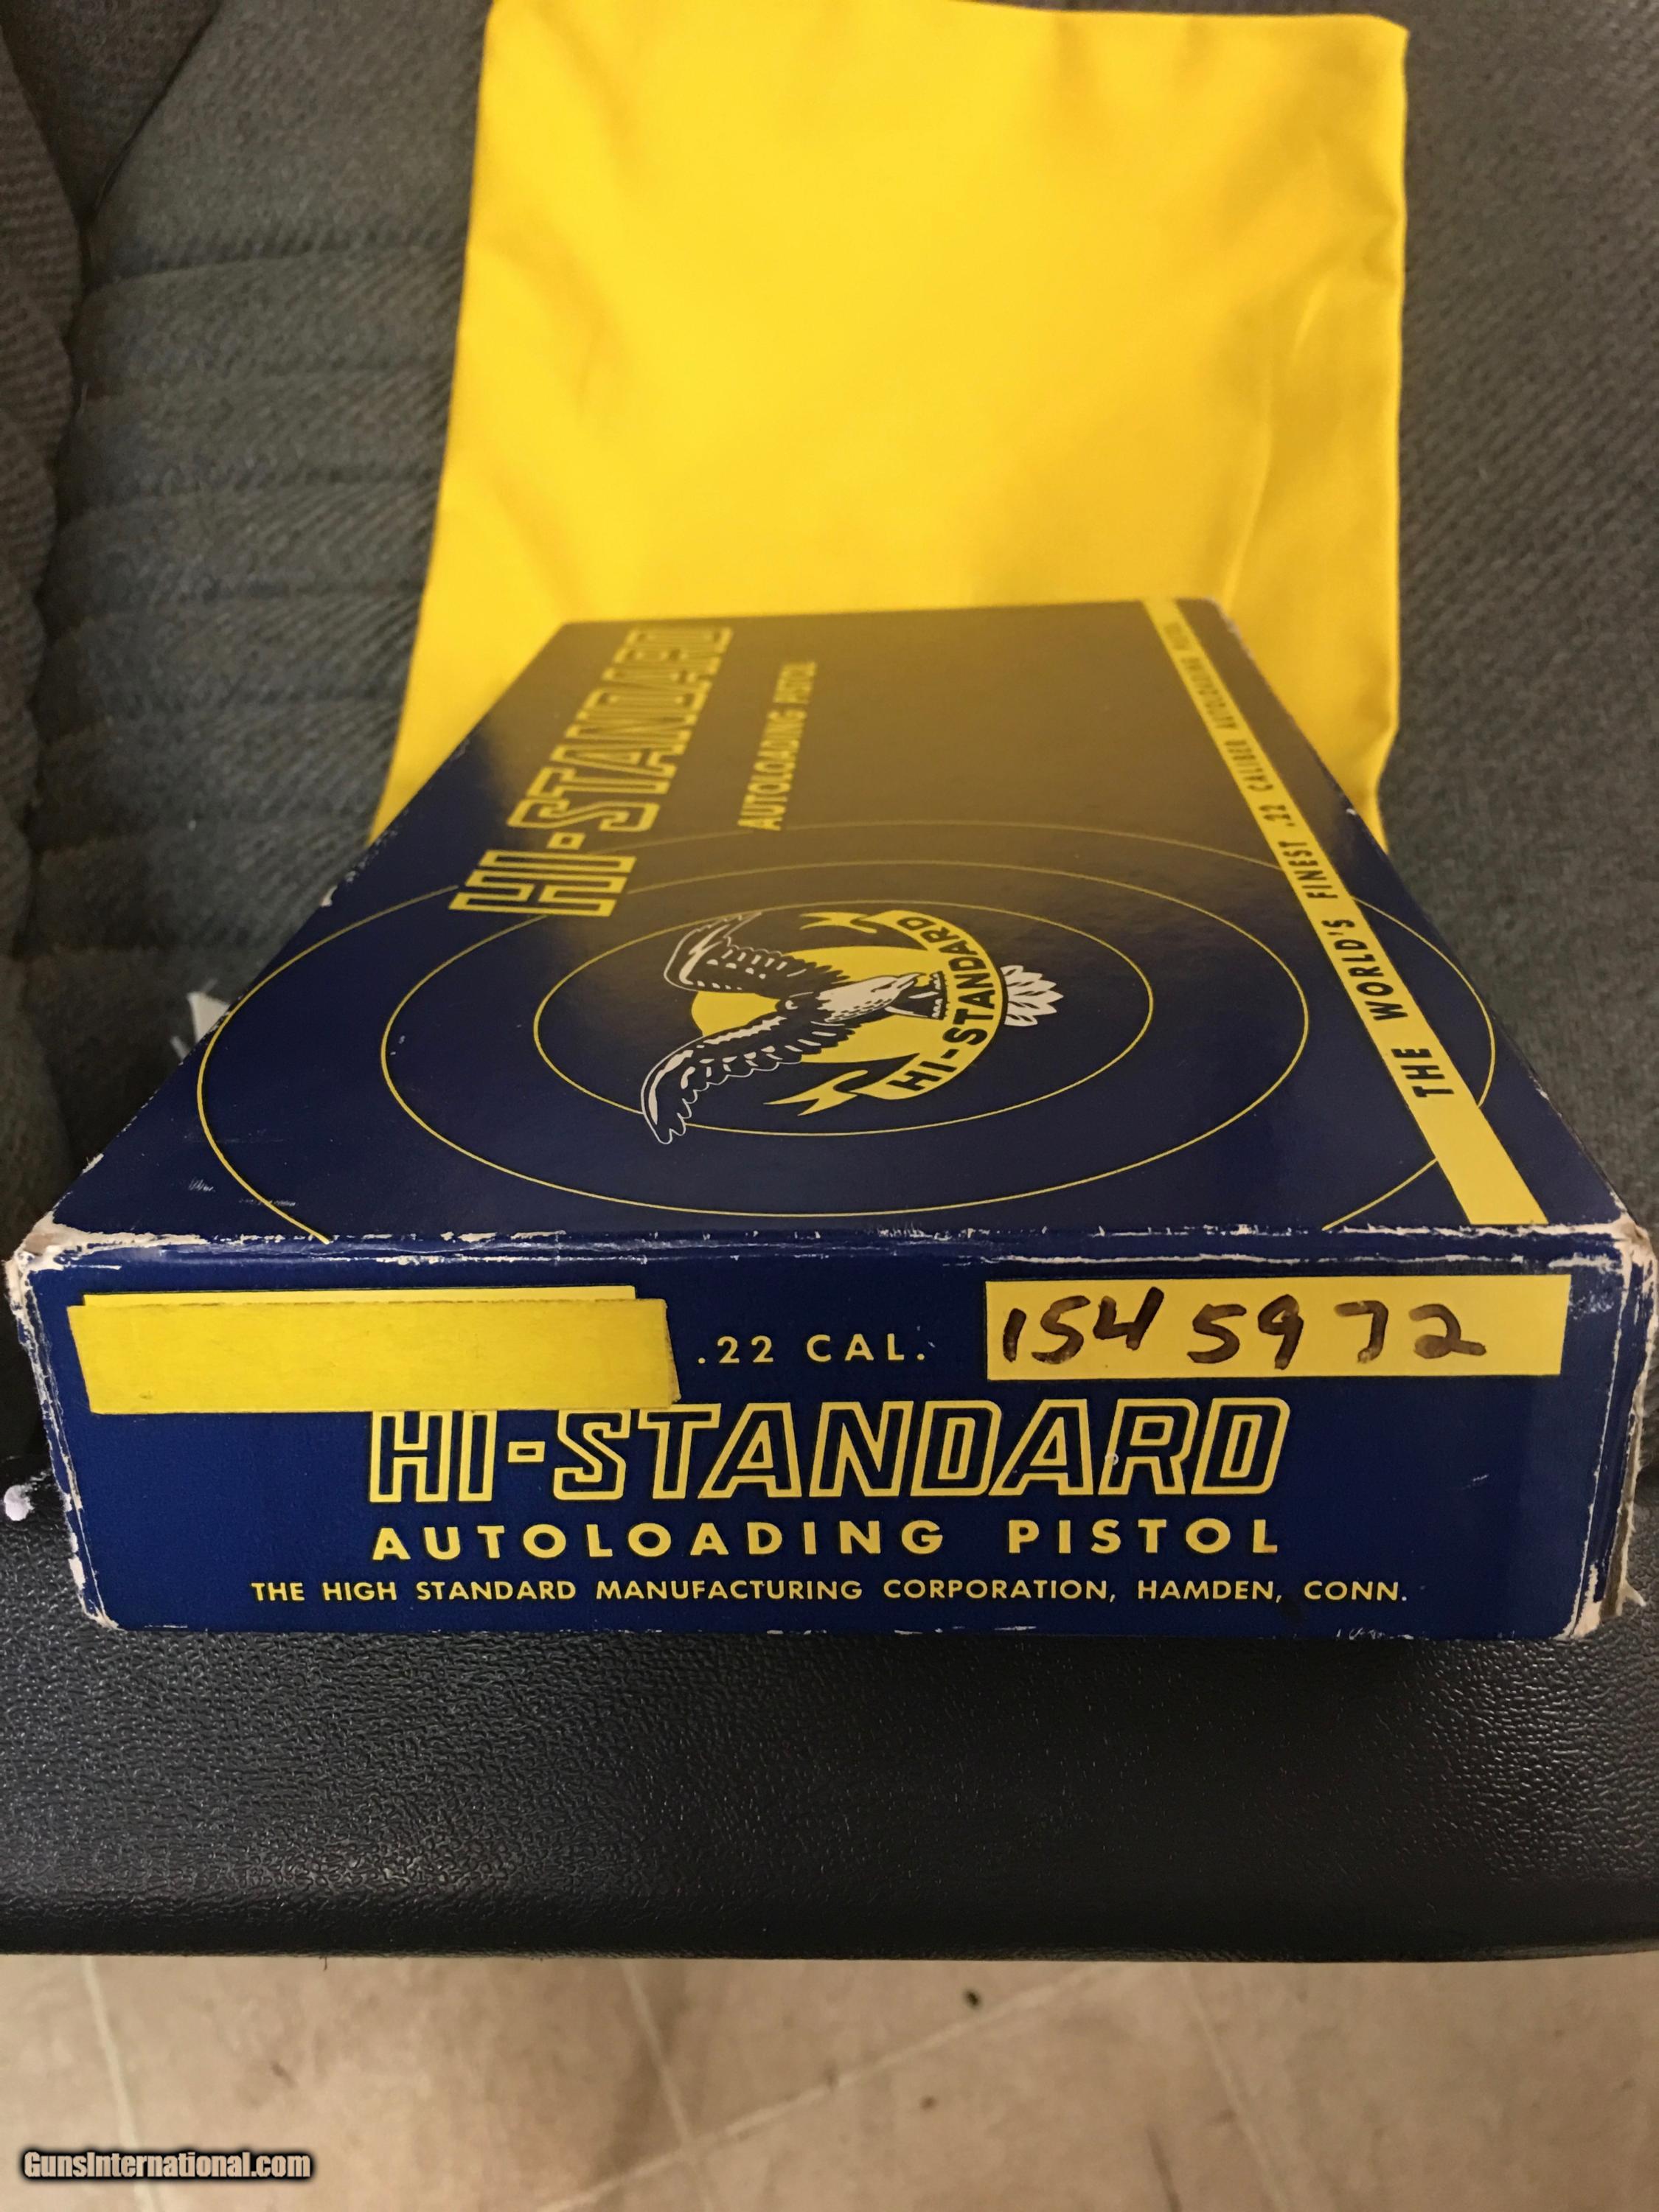 HI-STANDARD
AUTOLOADING PISTOL
HI-STANDARD
THE WORLD'S FINEST .22 CALIBER AUTOLOADING PISTOL
.22 CAL.
1545972
HI-STANDARD
AUTOLOADING PISTOL
THE HIGH STANDARD MANUFACTURING CORPORATION, HAMDEN, CONN.
GunsInternational.com